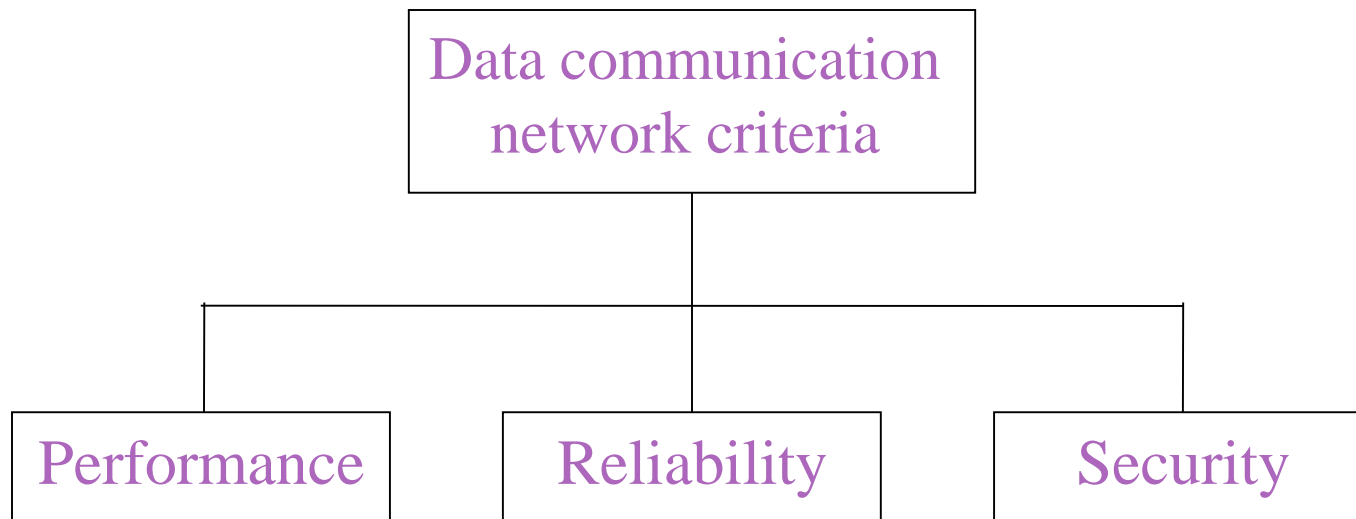 Data communication
network criteria
Performance
Reliability
Security